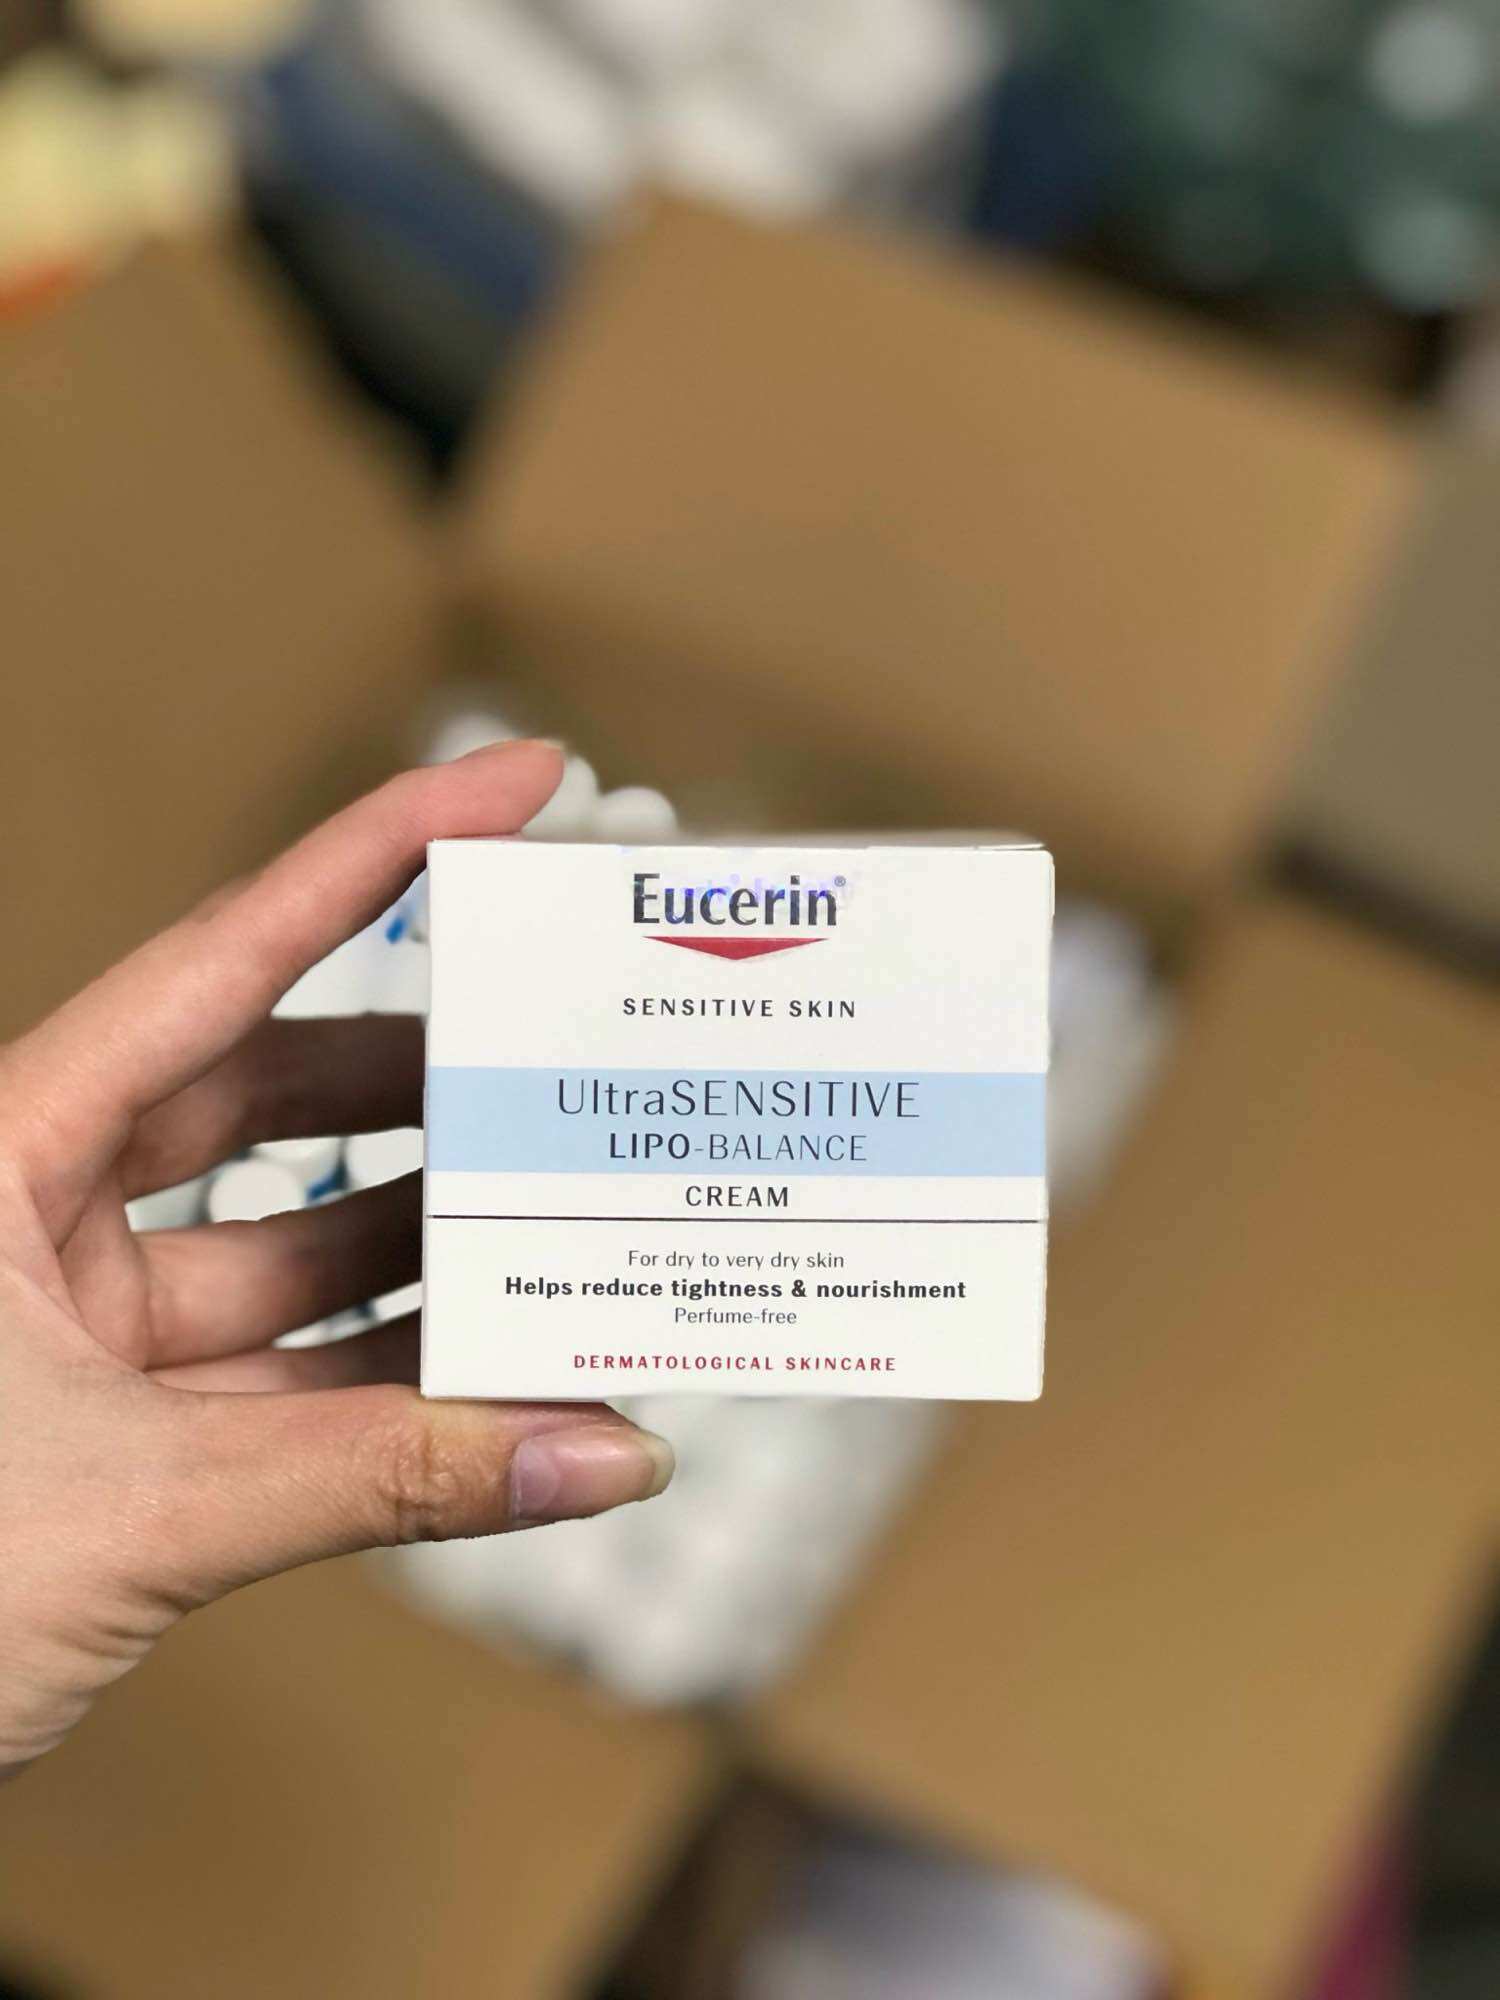 Eucerin®
SENSITIVE SKIN
UltraSENSITIVE
LIPO-BALANCE
CREAM
For dry to very dry skin
Helps reduce tightness & nourishment
Perfume-free
DERMATOLOGICAL SKINCARE